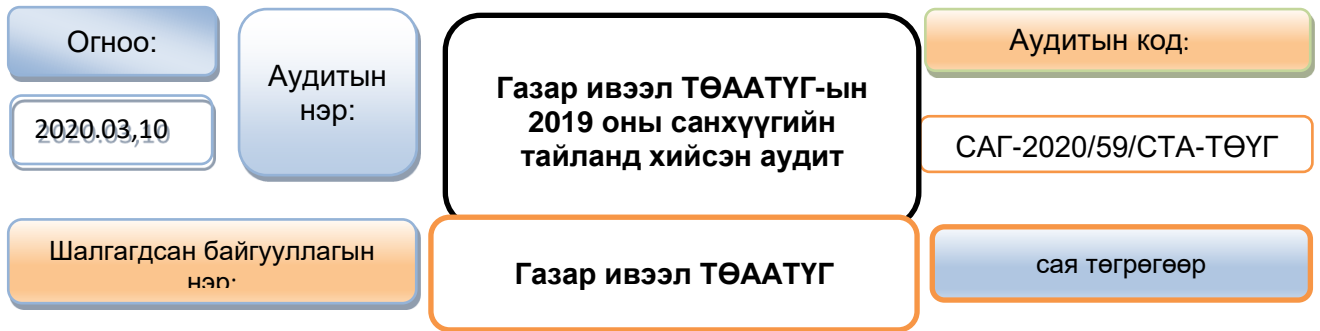 Огноо:
2020.03,10
Аудитын
нэр:
Газар ивээл ТӨААТҮГ-ын
2019 оны санхүүгийн
тайланд хийсэн аудит
Аудитын код:
САГ-2020/59/СТА-ТӨҮГ
Шалгагдсан байгууллагын
нэр:
Газар ивээл ТӨААТҮГ
сая төгрөгөөр